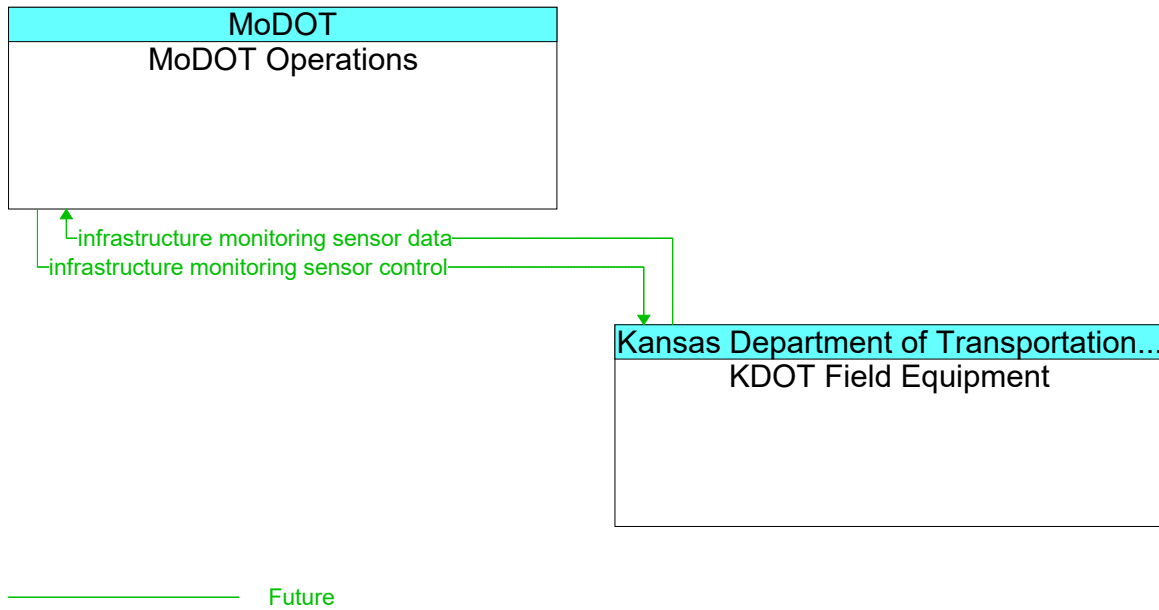 MoDOT
MoDOT Operations
infrastructure monitoring sensor data
infrastructure monitoring sensor control
Kansas Department of Transportation...
KDOT Field Equipment
Future